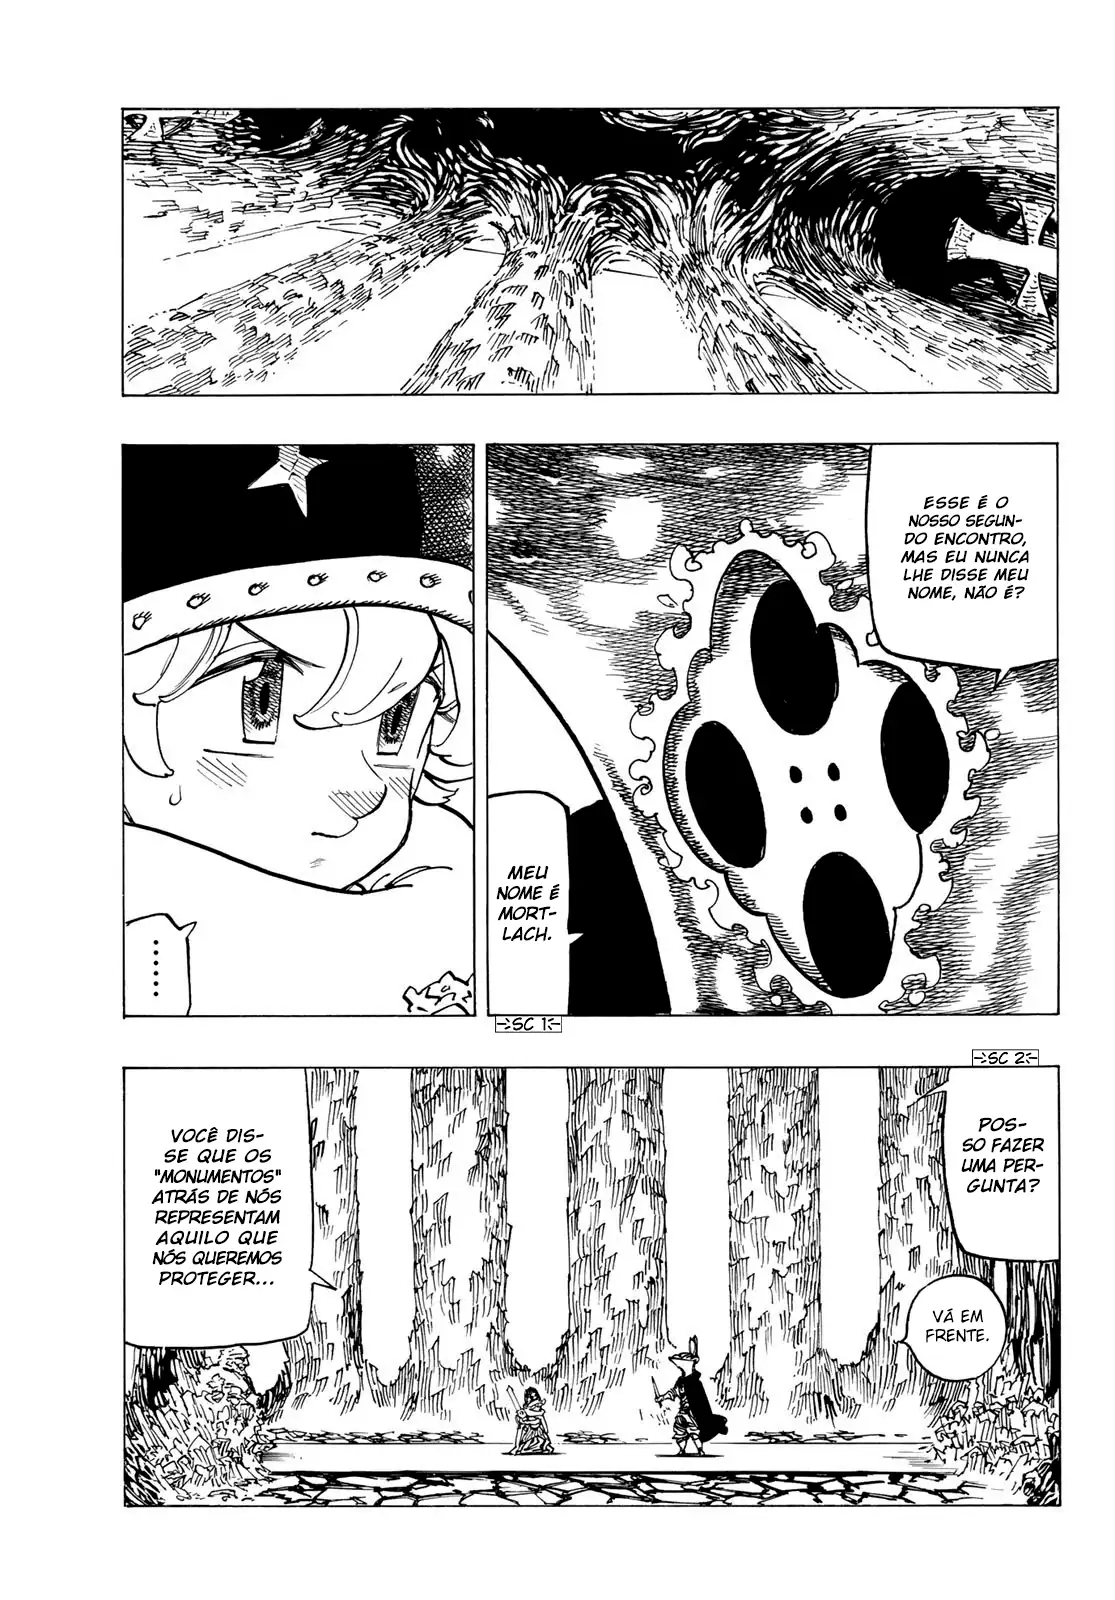 ESSE É O
NOSSO SEGUN-
DO ENCONTRO,
MAS EU NUNCA
LHE DISSE MEU
NOME, NÃO É?
MEU
NOME É
MORT-
LACH.
........
SC 1
SC 2
POS-
SO FAZER
UMA PER-
GUNTA?
VÁ EM
FRENTE.
VOCÊ DIS-
SE QUE OS
"MONUMENTOS"
ATRÁS DE NÓS
REPRESENTAM
AQUILO QUE
NÓS QUEREMOS
PROTEGER...